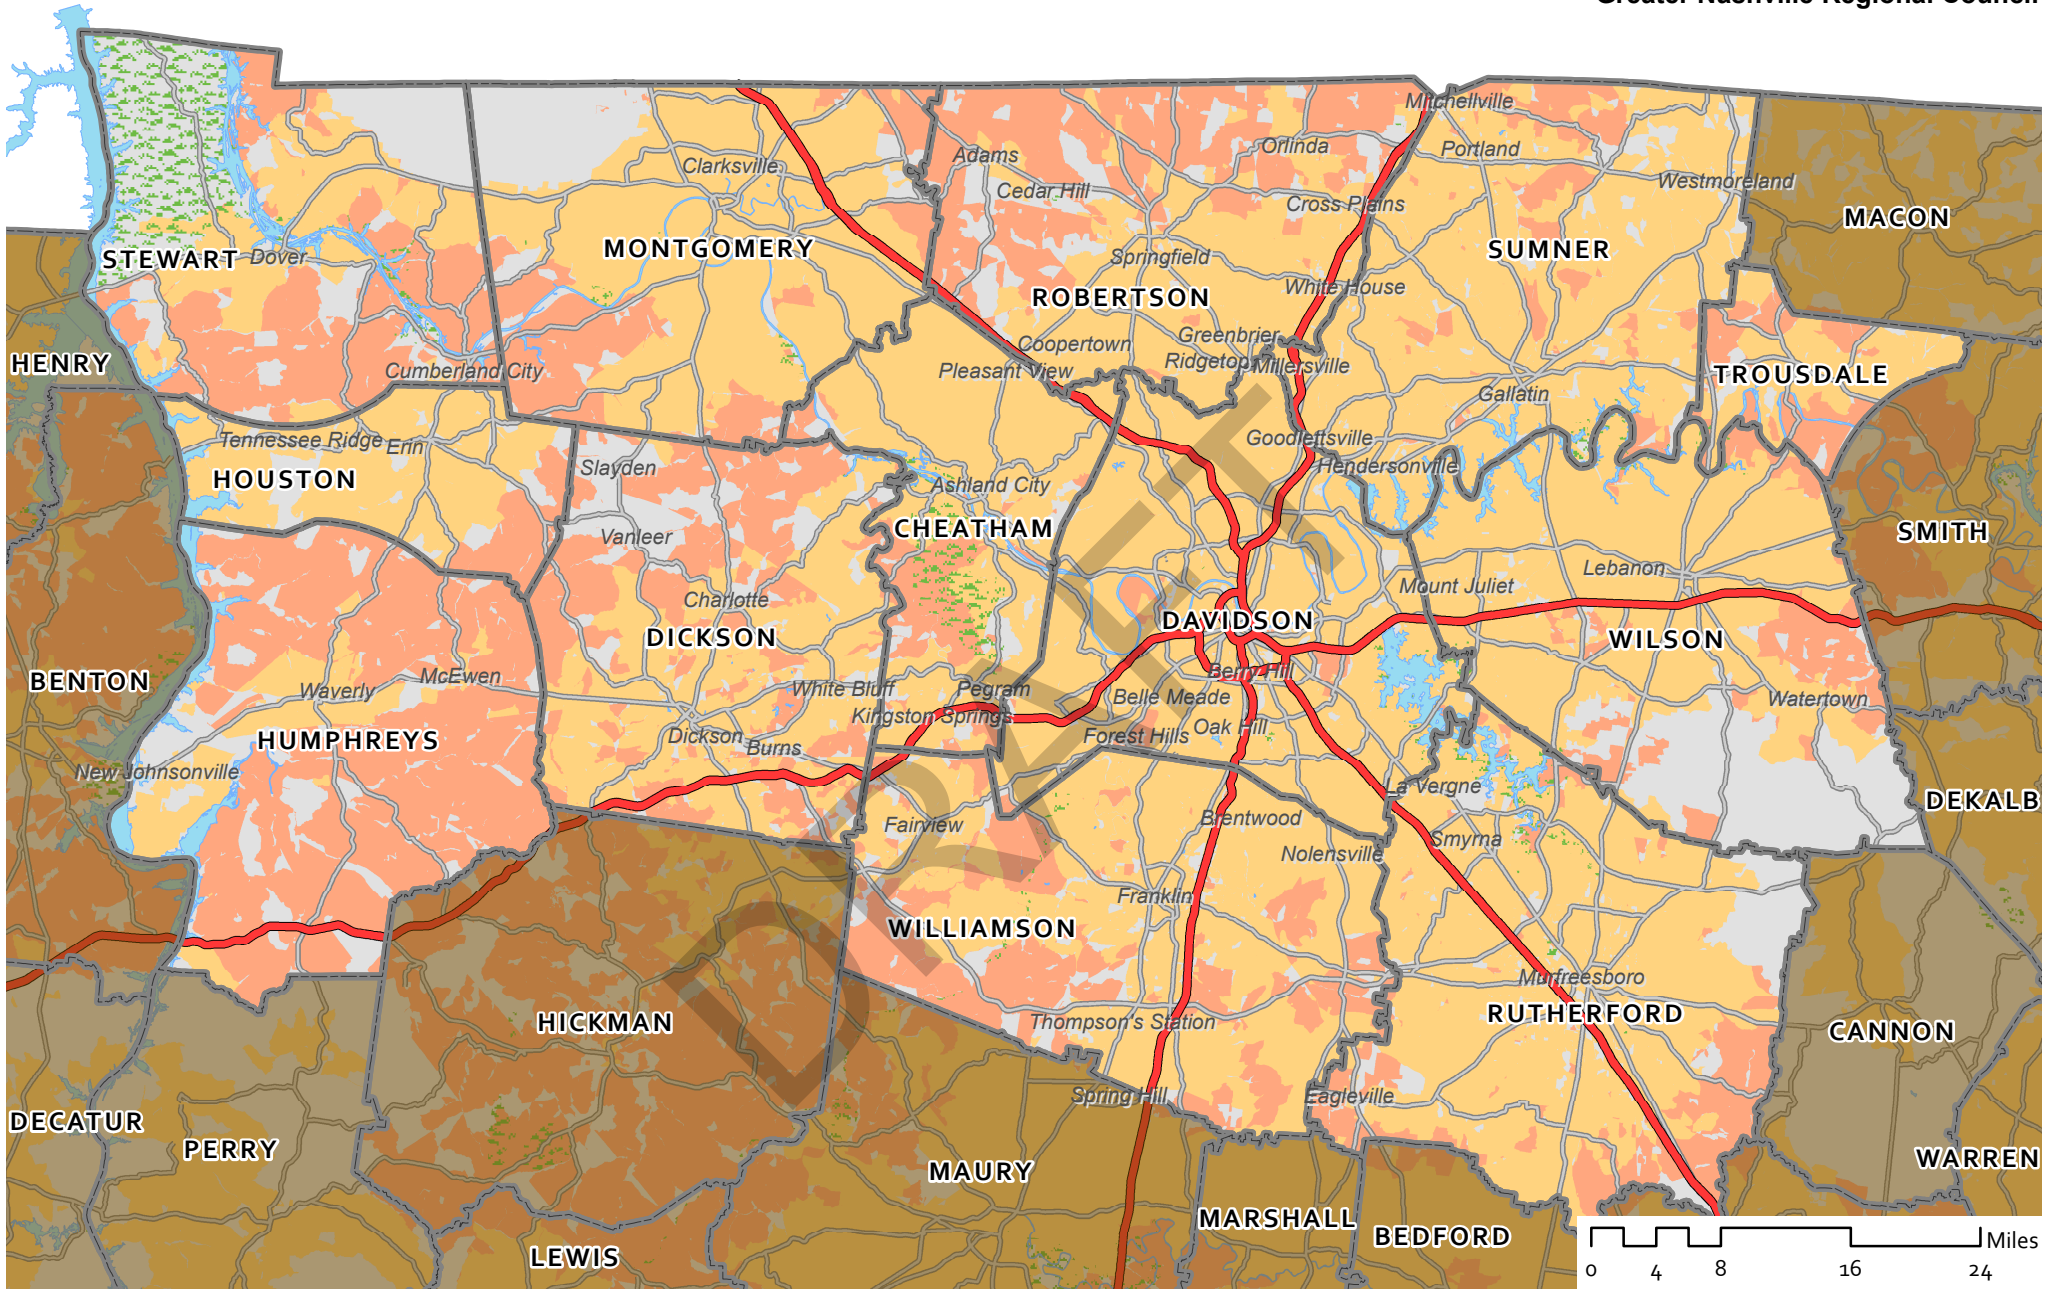 Greater Nashville Regional Council
Mitchellville
Orlinda
Portland
Adams
Clarksville
Cedar Hill
Westmoreland
Cross Plains
MACON
STEWART
Dover
MONTGOMERY
Springfield
SUMNER
White House
ROBERTSON
Greenbrier
Coopertown
Ridgetop
Millersville
HENRY
Cumberland City
Pleasant View
TROUSDALE
Gallatin
Tennessee Ridge
Erin
Goodlettsville
Slayden
Hendersonville
HOUSTON
Ashland City
CHEATHAM
Vanleer
SMITH
Lebanon
Mount Juliet
Charlotte
DAVIDSON
DICKSON
WILSON
Berry Hill
McEwen
BENTON
Waverly
White Bluff
Pegram
Belle Meade
Watertown
Kingston Springs
Oak Hill
Forest Hills
Dickson
Burns
HUMPHREYS
New Johnsonville
La Vergne
DEKALB
Fairview
Brentwood
Smyrna
Nolensville
Franklin
WILLIAMSON
DRAFT
Murfreesboro
RUTHERFORD
HICKMAN
Thompson's Station
CANNON
Spring Hill
Eagleville
DECATUR
PERRY
MAURY
WARREN
MARSHALL
BEDFORD
LEWIS
Miles
0 4 8 16 24